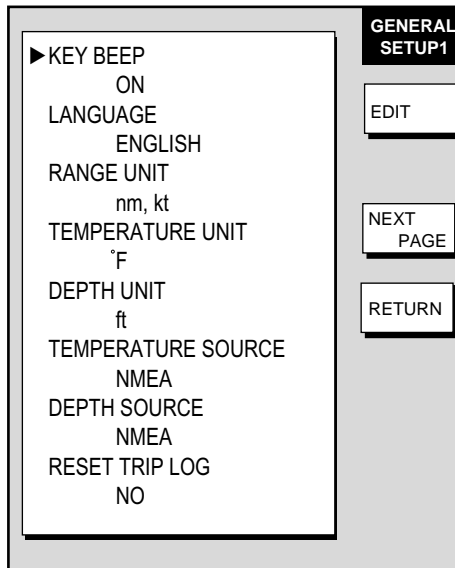 ▶KEY BEEP
ON
LANGUAGE
ENGLISH
RANGE UNIT
nm, kt
TEMPERATURE UNIT
°F
DEPTH UNIT
ft
TEMPERATURE SOURCE
NMEA
DEPTH SOURCE
NMEA
RESET TRIP LOG
NO
GENERAL
SETUP1
EDIT
NEXT
PAGE
RETURN